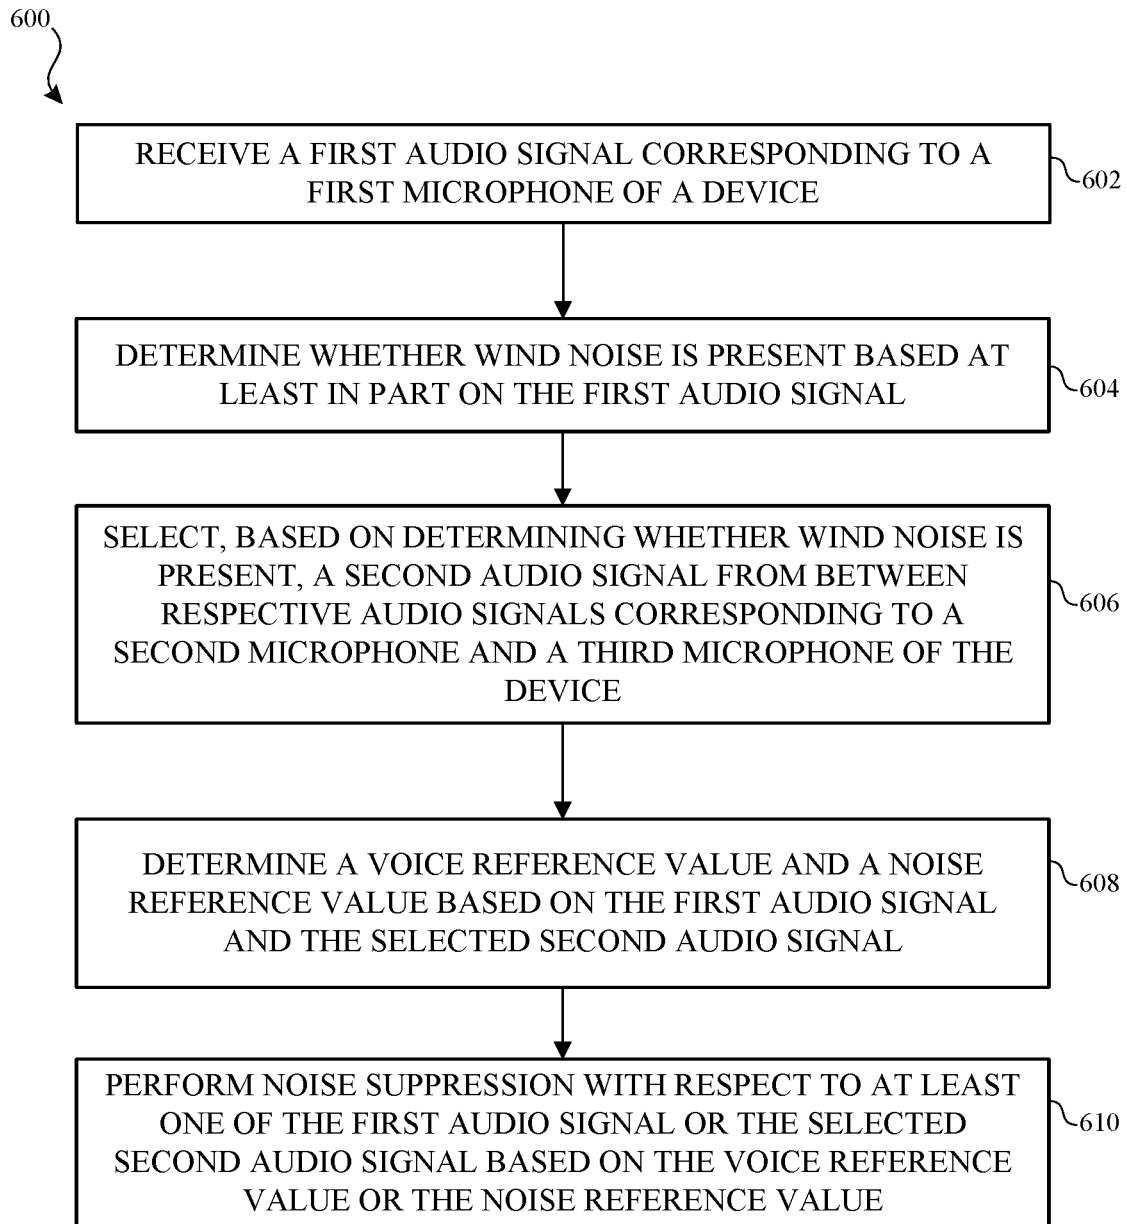 600
RECEIVE A FIRST AUDIO SIGNAL CORRESPONDING TO A
FIRST MICROPHONE OF A DEVICE
602
DETERMINE WHETHER WIND NOISE IS PRESENT BASED AT
LEAST IN PART ON THE FIRST AUDIO SIGNAL
604
SELECT, BASED ON DETERMINING WHETHER WIND NOISE IS
PRESENT, A SECOND AUDIO SIGNAL FROM BETWEEN
RESPECTIVE AUDIO SIGNALS CORRESPONDING TO A
SECOND MICROPHONE AND A THIRD MICROPHONE OF THE
DEVICE
606
DETERMINE A VOICE REFERENCE VALUE AND A NOISE
REFERENCE VALUE BASED ON THE FIRST AUDIO SIGNAL
AND THE SELECTED SECOND AUDIO SIGNAL
608
PERFORM NOISE SUPPRESSION WITH RESPECT TO AT LEAST
ONE OF THE FIRST AUDIO SIGNAL OR THE SELECTED
SECOND AUDIO SIGNAL BASED ON THE VOICE REFERENCE
VALUE OR THE NOISE REFERENCE VALUE
610